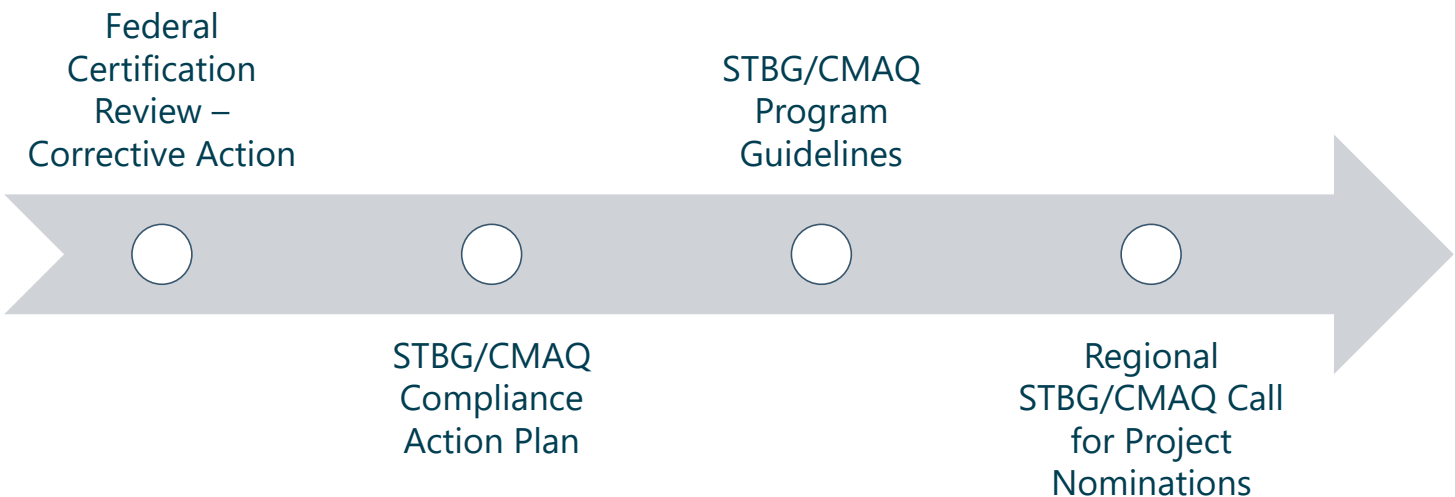 Federal
Certification
Review –
Corrective Action
STBG/CMAQ
Compliance
Action Plan
STBG/CMAQ
Program
Guidelines
Regional
STBG/CMAQ Call
for Project
Nominations